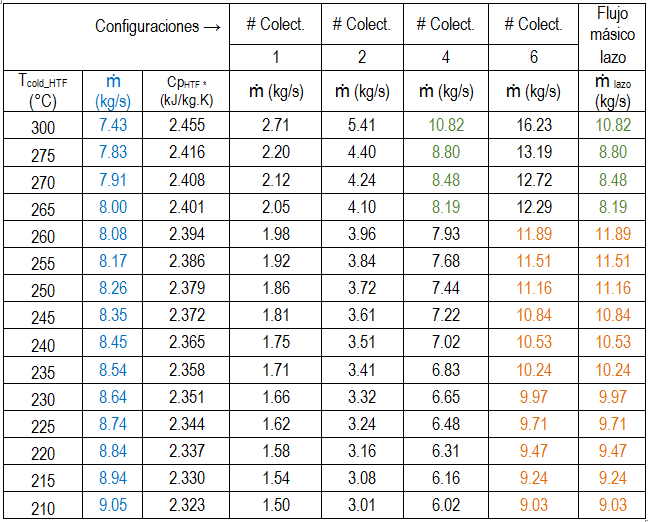 Configuraciones → # Colect. # Colect. # Colect. # Colect. Flujo másico lazo
1 2 4 6
Tcold_HTF (°C) ṁ (kg/s) CpHTF * (kJ/kg.K) ṁ (kg/s) ṁ (kg/s) ṁ (kg/s) ṁ (kg/s) ṁ lazo (kg/s)
300 7.43 2.455 2.71 5.41 10.82 16.23 10.82
275 7.83 2.416 2.20 4.40 8.80 13.19 8.80
270 7.91 2.408 2.12 4.24 8.48 12.72 8.48
265 8.00 2.401 2.05 4.10 8.19 12.29 8.19
260 8.08 2.394 1.98 3.96 7.93 11.89 11.89
255 8.17 2.386 1.92 3.84 7.68 11.51 11.51
250 8.26 2.379 1.86 3.72 7.44 11.16 11.16
245 8.35 2.372 1.81 3.61 7.22 10.84 10.84
240 8.45 2.365 1.75 3.51 7.02 10.53 10.53
235 8.54 2.358 1.71 3.41 6.83 10.24 10.24
230 8.64 2.351 1.66 3.32 6.65 9.97 9.97
225 8.74 2.344 1.62 3.24 6.48 9.71 9.71
220 8.84 2.337 1.58 3.16 6.31 9.47 9.47
215 8.94 2.330 1.54 3.08 6.16 9.24 9.24
210 9.05 2.323 1.50 3.01 6.02 9.03 9.03